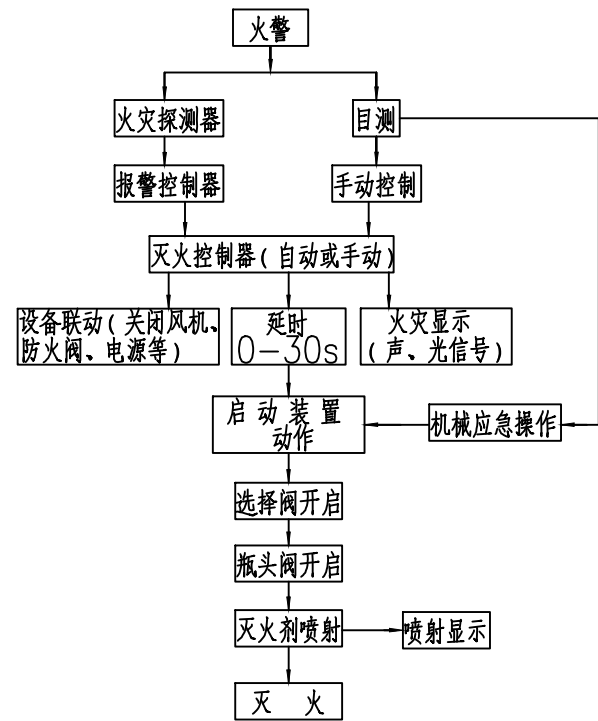 火警
火灾探测器
目测
报警控制器
手动控制
灭火控制器(自动或手动)
设备联动(关闭风机、
防火阀、电源等)
延时
0-30s
火灾显示
(声、光信号)
启动装置
动作
机械应急操作
选择阀开启
瓶头阀开启
灭火剂喷射
喷射显示
灭 火